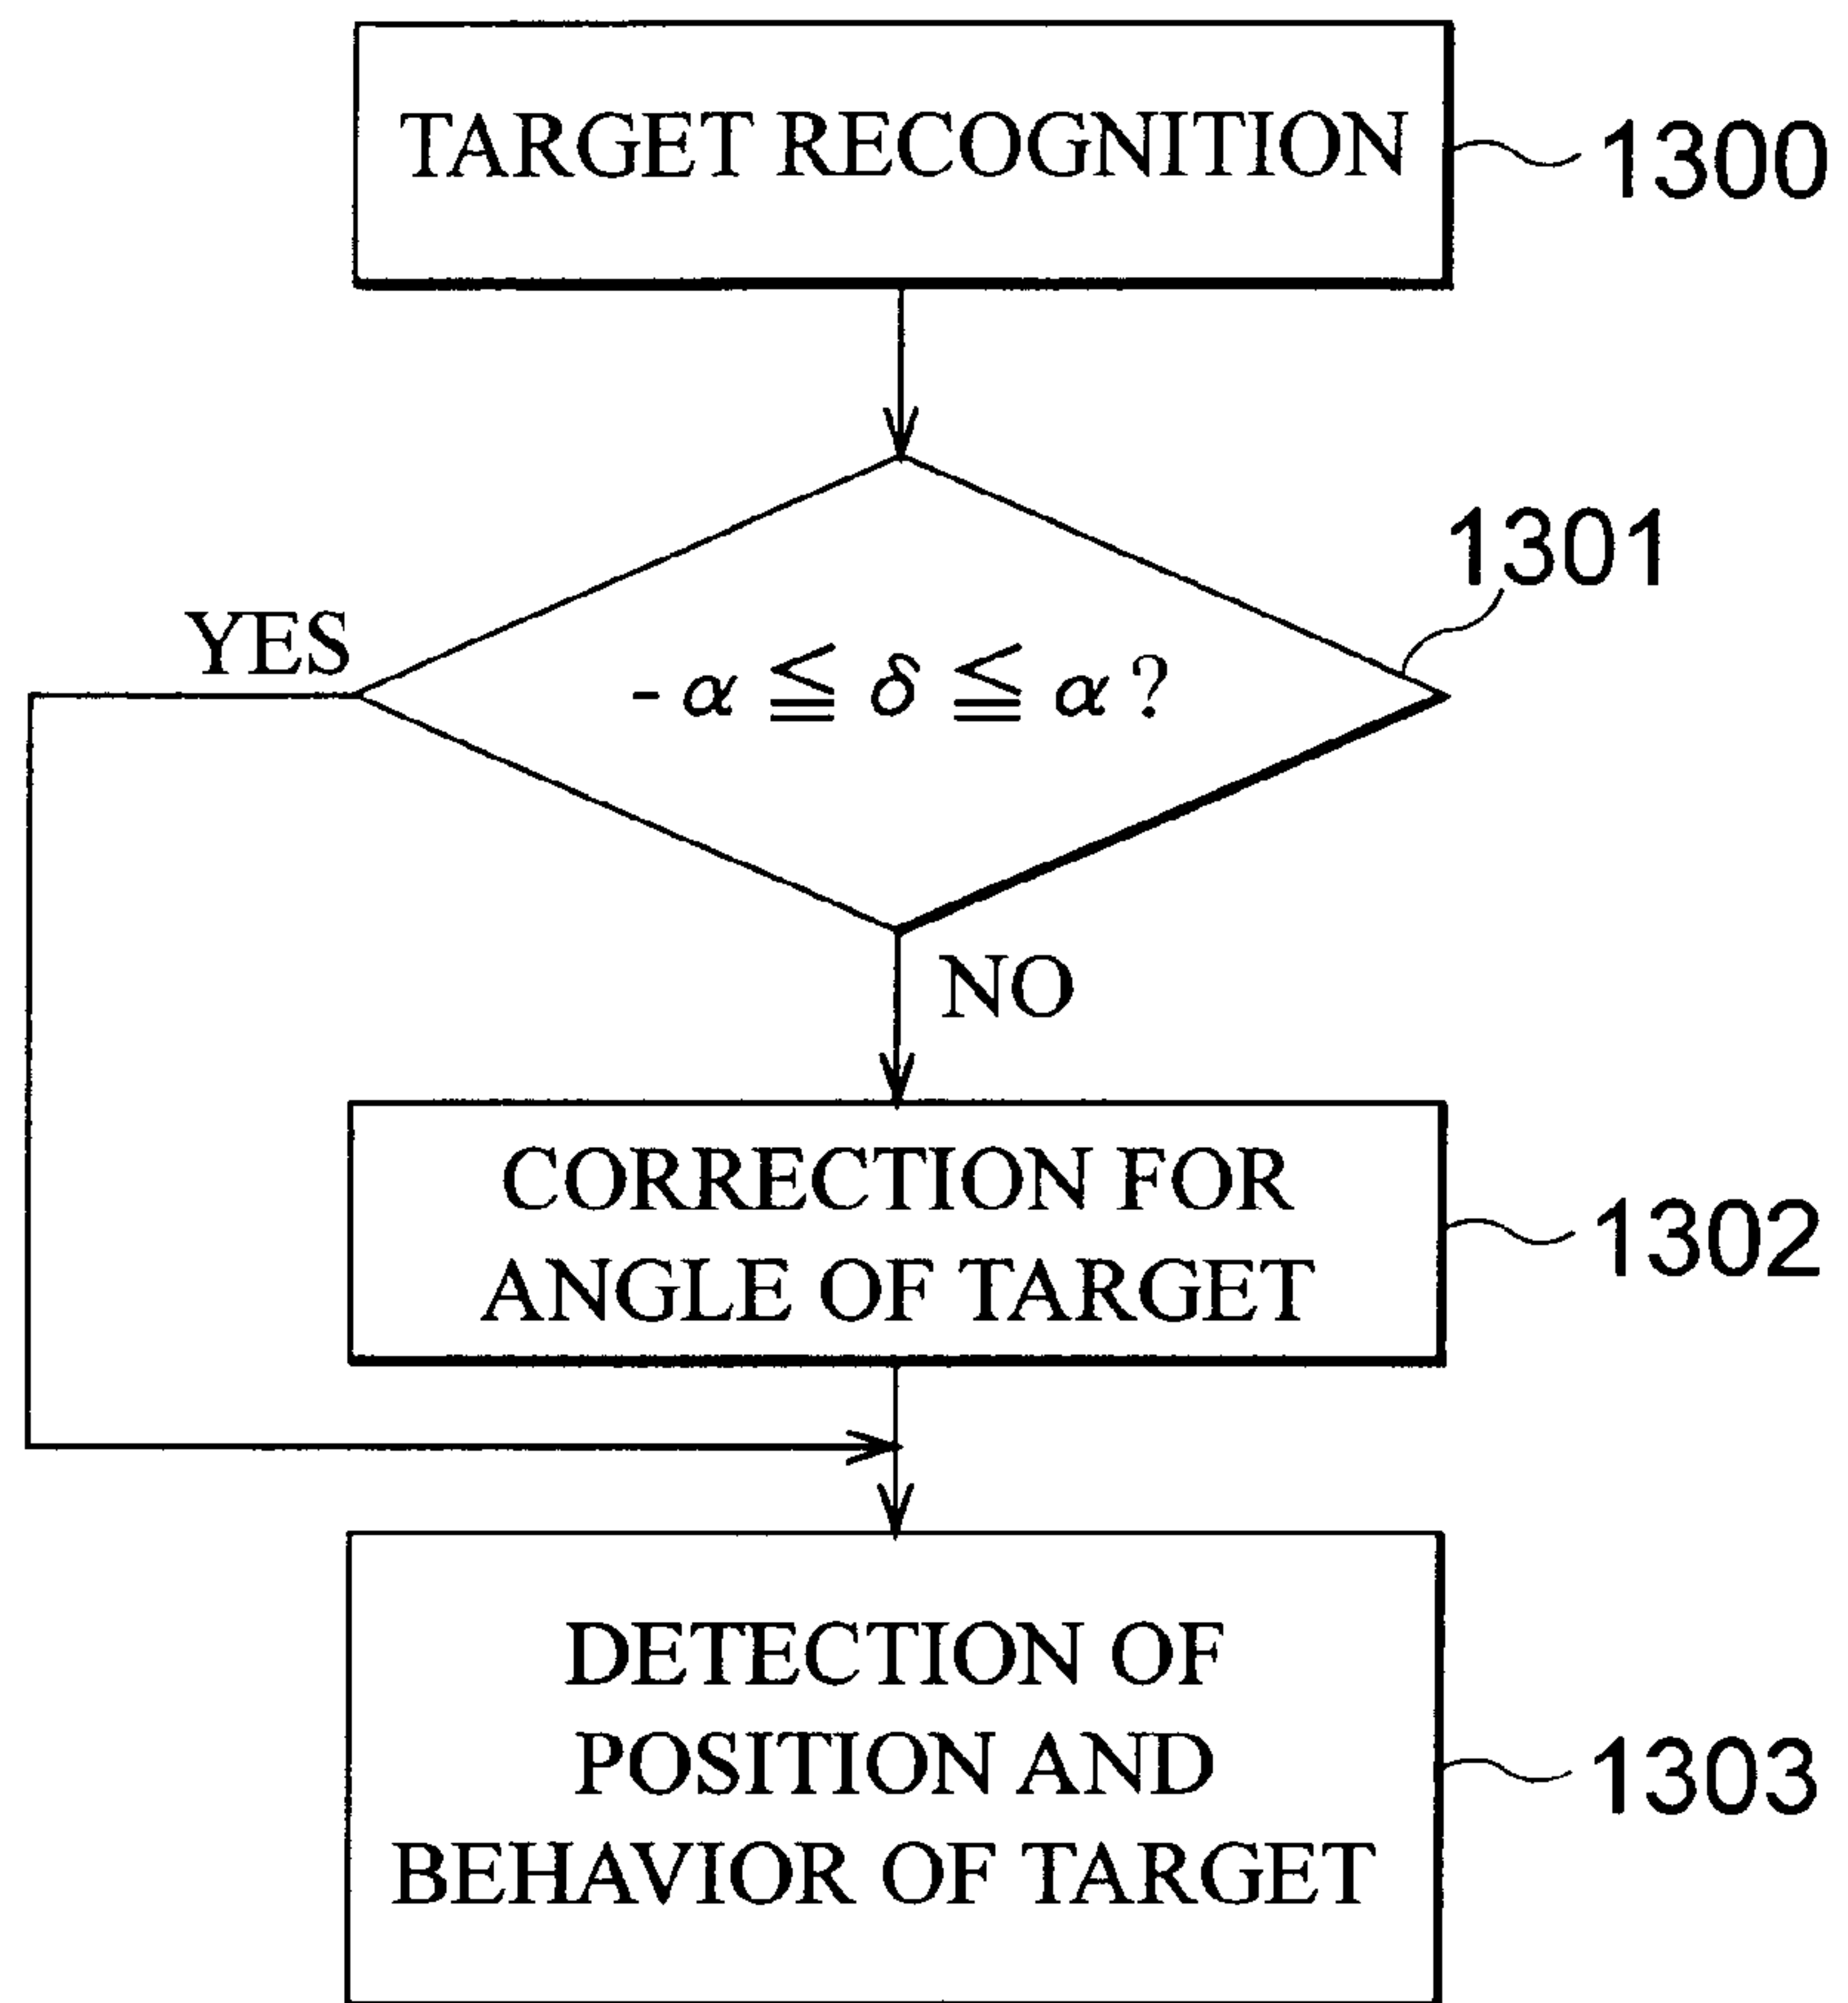 TARGET RECOGNITION
1300
1301
YES
-α ≦ δ ≦ α ?
NO
CORRECTION FOR
ANGLE OF TARGET
1302
DETECTION OF
POSITION AND
BEHAVIOR OF TARGET
1303